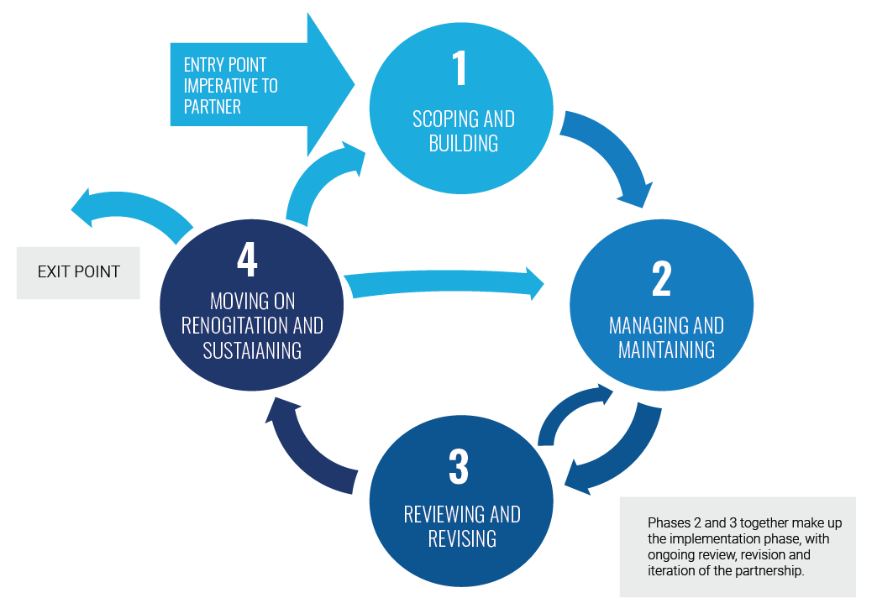 ENTRY POINT
IMPERATIVE TO
PARTNER
1
SCOPING AND
BUILDING
EXIT POINT
4
MOVING ON
RENOGITATION AND
SUSTAIANING
2
MANAGING AND
MAINTAINING
3
REVIEWING AND
REVISING
Phases 2 and 3 together make up
the implementation phase, with
ongoing review, revision and
iteration of the partnership.